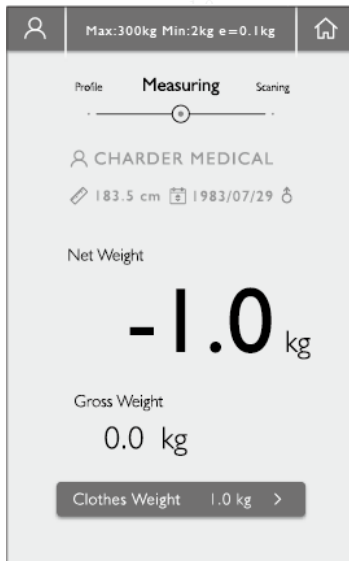 Max:300kg Min:2kg e=0.1kg
Profile Measuring Scaning
CHARDER MEDICAL
183.5 cm 1983/07/29
Net Weight
-1.0 kg
Gross Weight
0.0 kg
Clothes Weight 1.0 kg >